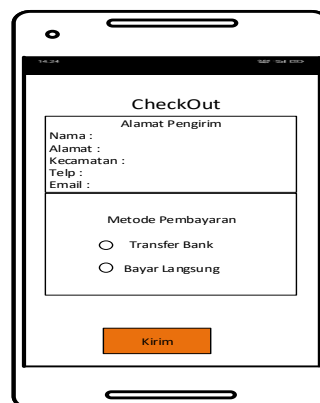 14.24
CheckOut
Alamat Pengirim
Nama :
Alamat :
Kecamatan :
Telp :
Email :
Metode Pembayaran
Transfer Bank
Bayar Langsung
Kirim